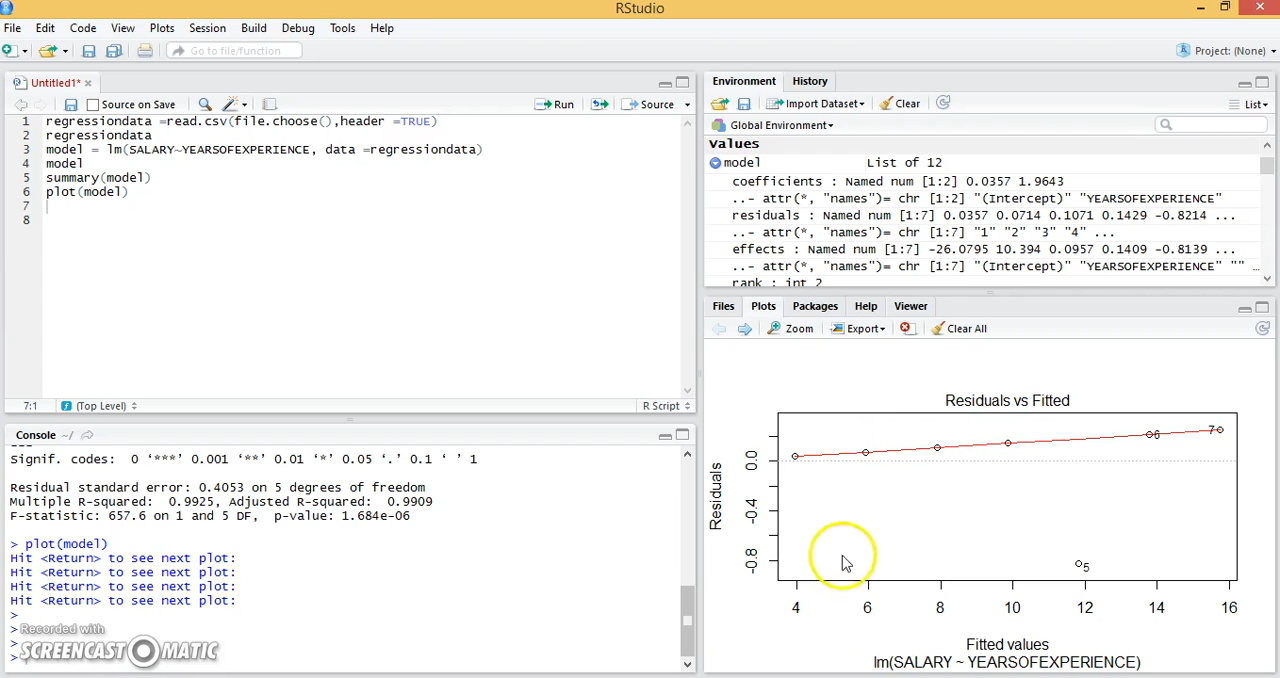 RStudio
File Edit Code View Plots Session Build Debug Tools Help
Go to file/function
Project: (None)
Untitled1*
Source on Save
Run
Source
1 regressiondata =read.csv(file.choose(),header =TRUE)
2 regressiondata
3 model = lm(SALARY~YEARSOFEXPERIENCE, data =regressiondata)
4 model
5 summary(model)
6 plot(model)
7
8
7:1 (Top Level) R Script
Console ~/
Signif. codes:  0 ‘***’ 0.001 ‘**’ 0.01 ‘*’ 0.05 ‘.’ 0.1 ‘ ’ 1
Residual standard error: 0.4053 on 5 degrees of freedom
Multiple R-squared:  0.9925, Adjusted R-squared:  0.9909
F-statistic: 657.6 on 1 and 5 DF,  p-value: 1.684e-06
> plot(model)
Hit <Return> to see next plot:
Hit <Return> to see next plot:
Hit <Return> to see next plot:
Hit <Return> to see next plot:
>
>
>
>
Recorded with
SCREENCAST MATIC
Environment History
Import Dataset Clear List
Global Environment
Values
model List of 12
coefficients : Named num [1:2] 0.0357 1.9643
..- attr(*, "names")= chr [1:2] "(Intercept)" "YEARSOFEXPERIENCE"
residuals : Named num [1:7] 0.0357 0.0714 0.1071 0.1429 -0.8214 ...
..- attr(*, "names")= chr [1:7] "1" "2" "3" "4" ...
effects : Named num [1:7] -26.0795 10.394 0.0957 0.1409 -0.8139 ...
..- attr(*, "names")= chr [1:7] "(Intercept)" "YEARSOFEXPERIENCE" "" ...
rank : int 2
Files Plots Packages Help Viewer
Zoom Export Clear All
Residuals vs Fitted
Residuals
0.0
-0.4
-0.8
6
7
5
4 6 8 10 12 14 16
Fitted values
lm(SALARY ~ YEARSOFEXPERIENCE)